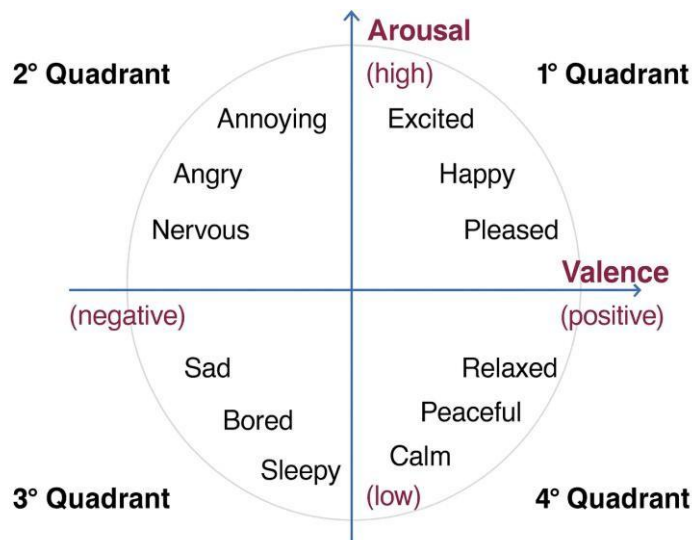 Arousal
2° Quadrant
(high)
1° Quadrant
Annoying
Excited
Angry
Happy
Nervous
Pleased
Valence
(negative)
(positive)
Sad
Relaxed
Bored
Peaceful
Sleepy
Calm
3° Quadrant
(low)
4° Quadrant